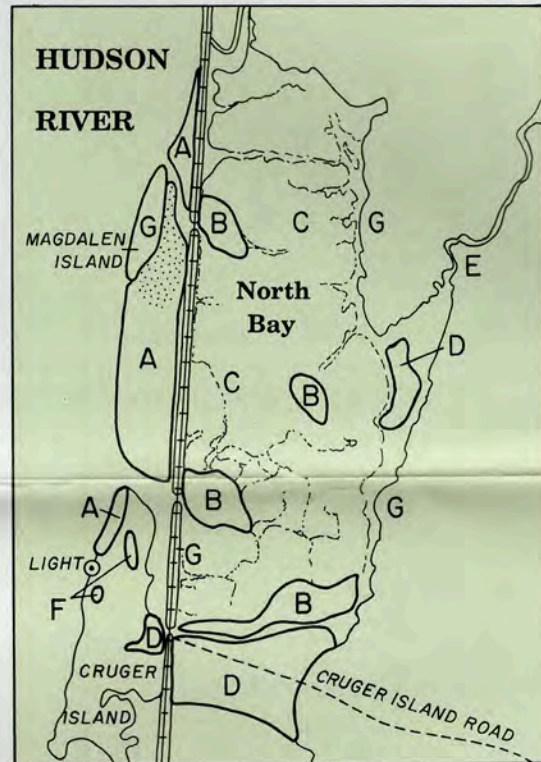 HUDSON
RIVER
A
G
B
C
G
MAGDALEN
ISLAND
E
North
Bay
D
A
C
B
B
A
G
G
LIGHT
F
B
D
CRUGER
D
CRUGER ISLAND ROAD
ISLAND